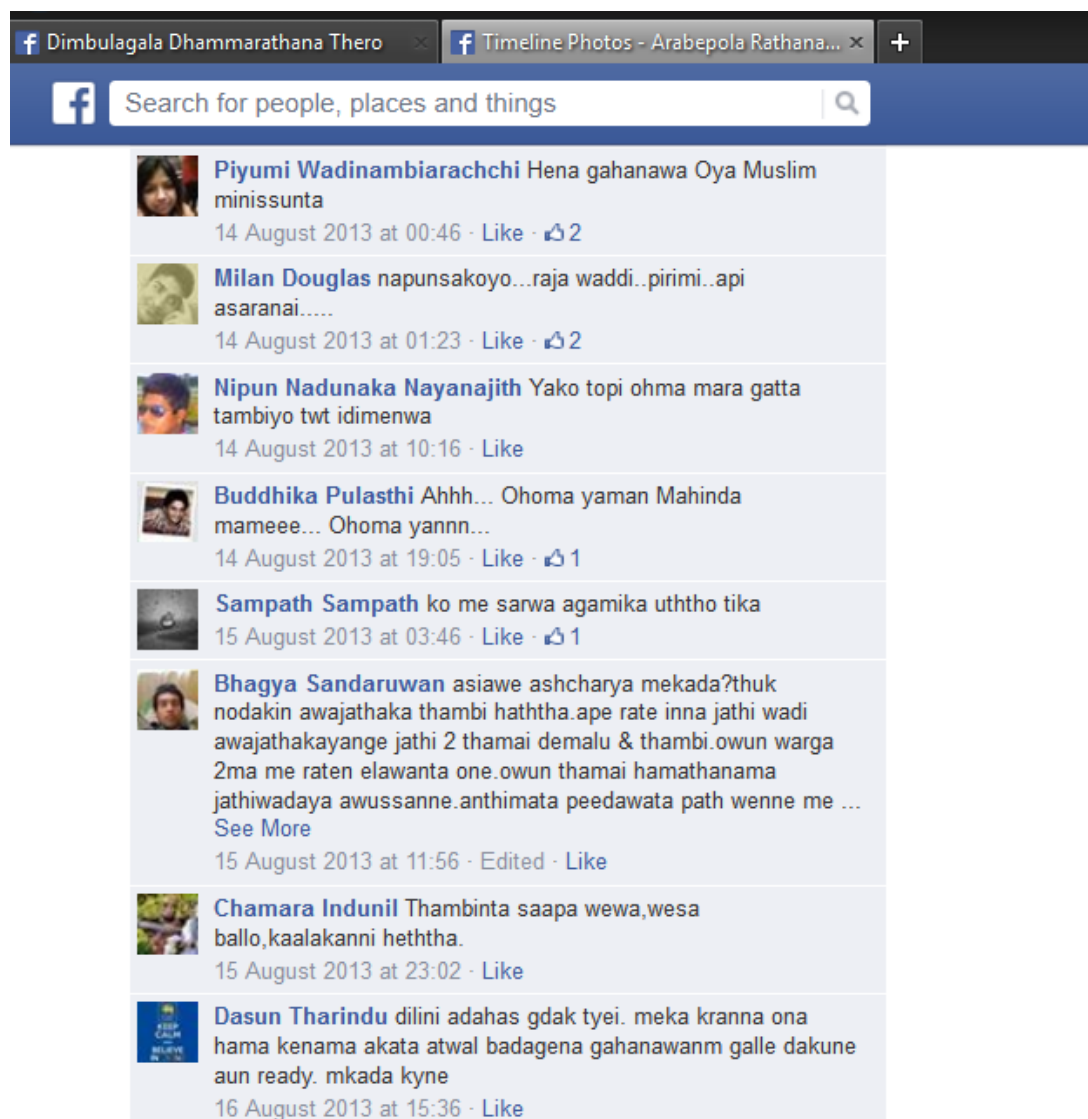 Dimbulagala Dhammarathana Thero × Timeline Photos - Arabepola Rathana... × +
Search for people, places and things
Piyumi Wadinambiarachchi Hena gahanawa Oya Muslim
minissunta
14 August 2013 at 00:46 · Like · 2
Milan Douglas napunsakoyo...raja waddi..pirimi..api
asaranai.....
14 August 2013 at 01:23 · Like · 2
Nipun Nadunaka Nayanajith Yako topi ohma mara gatta
tambiyo twt idimenwa
14 August 2013 at 10:16 · Like
Buddhika Pulasthi Ahhh... Ohoma yaman Mahinda
mameee... Ohoma yannn...
14 August 2013 at 19:05 · Like · 1
Sampath Sampath ko me sarwa agamika uththo tika
15 August 2013 at 03:46 · Like · 1
Bhagya Sandaruwan asiawe ashcharya mekada?thuk
nodakin awajathaka thambi haththa.ape rate inna jathi wadi
awajathakayange jathi 2 thamai demalu & thambi.owun warga
2ma me raten elawanta one.owun thamai hamathanama
jathiwadaya awussanne.anthimata peedawata path wenne me ...
See More
15 August 2013 at 11:56 · Edited · Like
Chamara Indunil Thambinta saapa wewa,wesa
ballo,kaalakanni heththa.
15 August 2013 at 23:02 · Like
KEEP
CALM
Dasun Tharindu dilini adahas gdak tyei. meka kranna ona
hama kenama akata atwal badagena gahanawanm galle dakune
aun ready. mkada kyne
16 August 2013 at 15:36 · Like